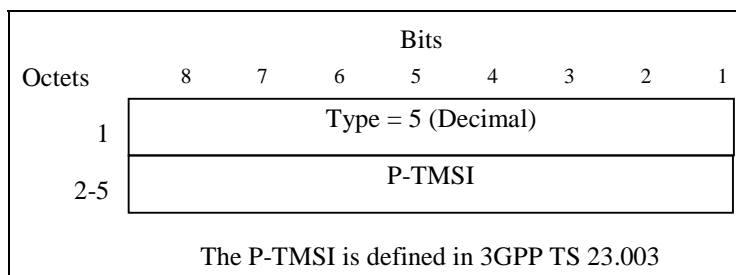 Bits
Octets 8 7 6 5 4 3 2 1
1 Type = 5 (Decimal)
2-5 P-TMSI
The P-TMSI is defined in 3GPP TS 23.003